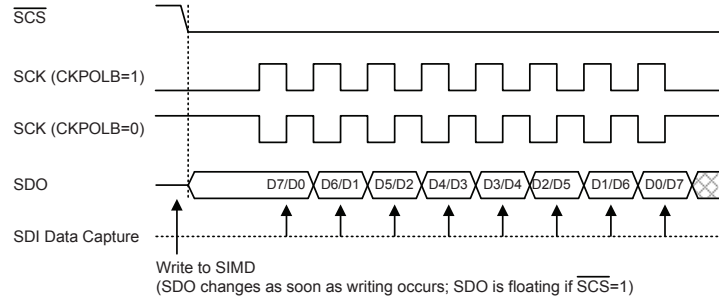 SCS
SCK (CKPOLB=1)
SCK (CKPOLB=0)
SDO D7/D0 D6/D1 D5/D2 D4/D3 D3/D4 D2/D5 D1/D6 D0/D7
SDI Data Capture
Write to SIMD
(SDO changes as soon as writing occurs; SDO is floating if SCS=1)